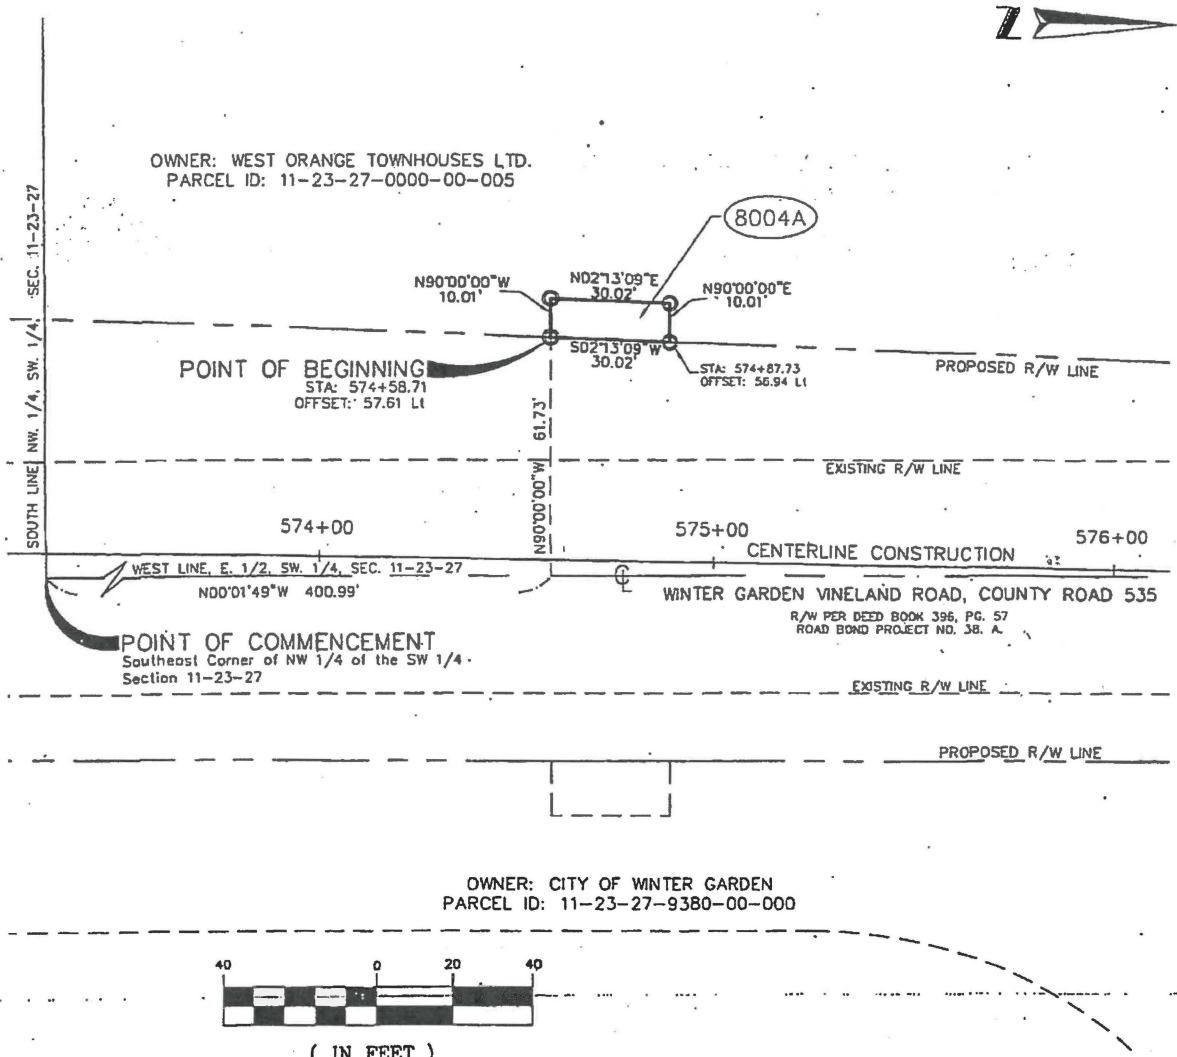 N
OWNER: WEST ORANGE TOWNHOUSES LTD.
PARCEL ID: 11-23-27-0000-00-005
8004A
N90°00'00"W
10.01'
N02°13'09"E
30.02'
N90°00'00"E
10.01'
S02°13'09"W
30.02'
POINT OF BEGINNING
STA: 574+58.71
OFFSET: 57.61 Lt
STA: 574+87.73
OFFSET: 56.94 Lt
PROPOSED R/W LINE
SOUTH LINE NW. 1/4, SW. 1/4, SEC. 11-23-27
N90°00'00"W 61.73'
EXISTING R/W LINE
574+00
575+00
576+00
CENTERLINE CONSTRUCTION
WEST LINE, E. 1/2, SW. 1/4, SEC. 11-23-27
N00°01'49"W 400.99'
WINTER GARDEN VINELAND ROAD, COUNTY ROAD 535
R/W PER DEED BOOK 396, PG. 57
ROAD BOND PROJECT NO. 38. A.
POINT OF COMMENCEMENT
Southeast Corner of NW 1/4 of the SW 1/4
Section 11-23-27
EXISTING R/W LINE
PROPOSED R/W LINE
OWNER: CITY OF WINTER GARDEN
PARCEL ID: 11-23-27-9380-00-000
40 0 20 40
( IN FEET )